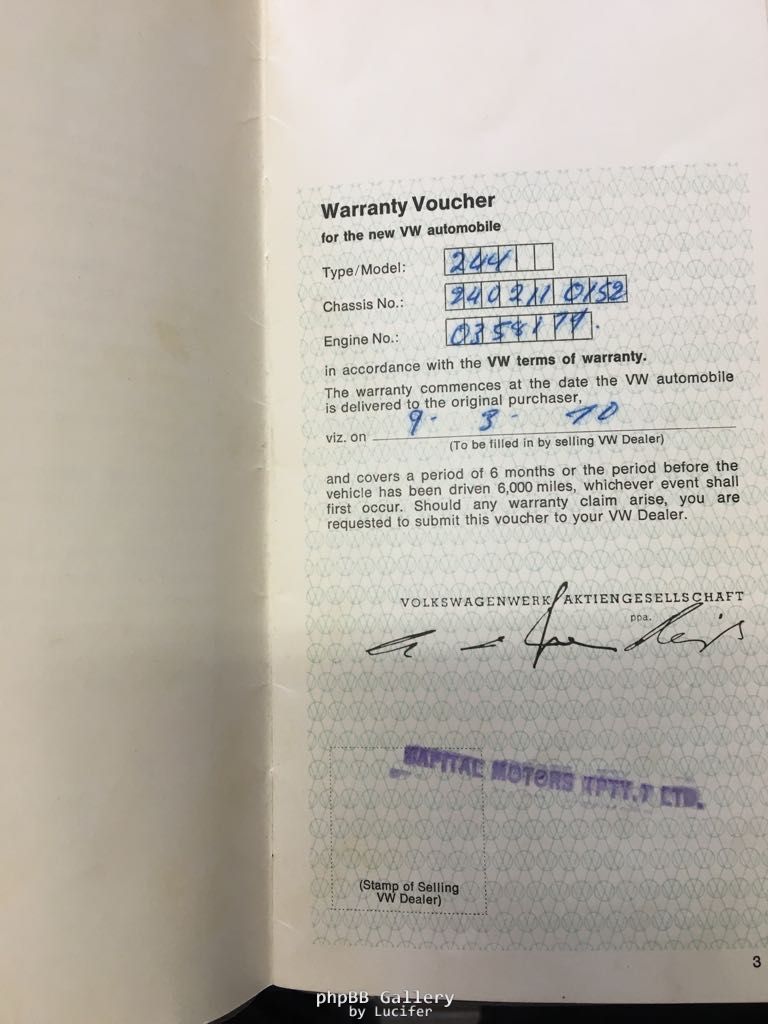 Warranty Voucher
for the new VW automobile
Type/Model: 244
Chassis No.: 240 211 0152
Engine No.:
in accordance with the VW terms of warranty.
The warranty commences at the date the VW automobile
is delivered to the original purchaser,
viz. on 9 - 3 - 70
(To be filled in by selling VW Dealer)
and covers a period of 6 months or the period before the
vehicle has been driven 6,000 miles, whichever event shall
first occur. Should any warranty claim arise, you are
requested to submit this voucher to your VW Dealer.
VOLKSWAGENWERK AKTIENGESELLSCHAFT
ppa.
KAPITAL MOTORS (PTY.) LTD.
(Stamp of Selling
VW Dealer)
3
phpBB Gallery
by Lucifer